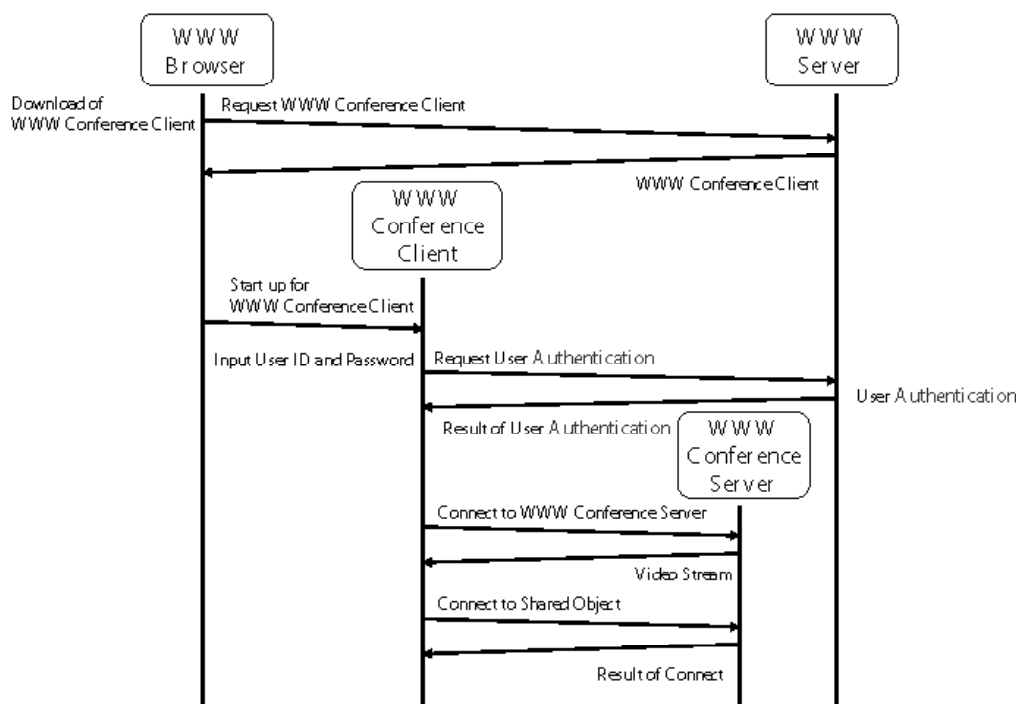 WWW
Browser
WWW
Server
Download of
WWW Conference Client
Request WWW Conference Client
WWW Conference Client
WWW
Conference
Client
Start up for
WWW Conference Client
Input User ID and Password
Request User Authentication
User Authentication
Result of User Authentication
WWW
Conference
Server
Connect to WWW Conference Server
Video Stream
Connect to Shared Object
Result of Connect